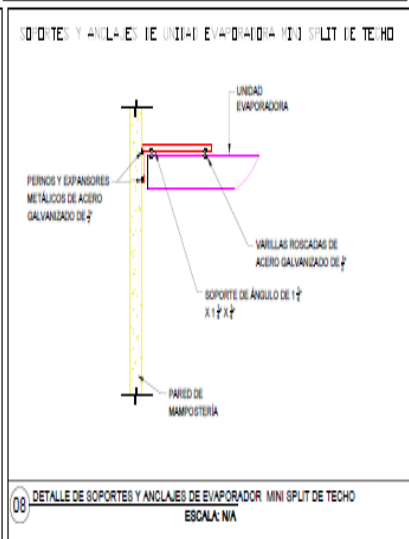 SOPORTES Y ANCLAJES DE UNIDAD EVAPORADORA MINI SPLIT DE TECHO
UNIDAD
EVAPORADORA
PERNOS Y EXPANSORES
METÁLICOS DE ACERO
GALVANIZADO DE
VARILLAS ROSCADAS DE
ACERO GALVANIZADO DE
SOPORTE DE ÁNGULO DE 1
X 1 X
PARED DE
MAMPOSTERÍA
08 DETALLE DE SOPORTES Y ANCLAJES DE EVAPORADOR MINI SPLIT DE TECHO
ESCALA: N/A